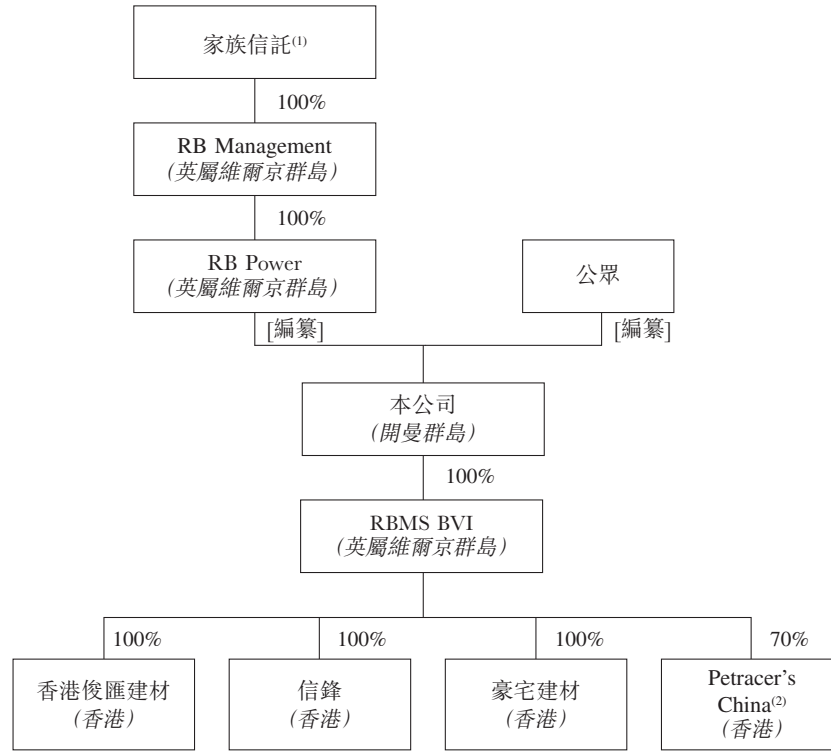 家族信託(1)
100%
RB Management
(英屬維爾京群島)
100%
RB Power
(英屬維爾京群島)
公眾
[編纂]
[編纂]
本公司
(開曼群島)
100%
RBMS BVI
(英屬維爾京群島)
100%
100%
100%
70%
香港俊匯建材
(香港)
信鋒
(香港)
豪宅建材
(香港)
Petracer's
China(2)
(香港)